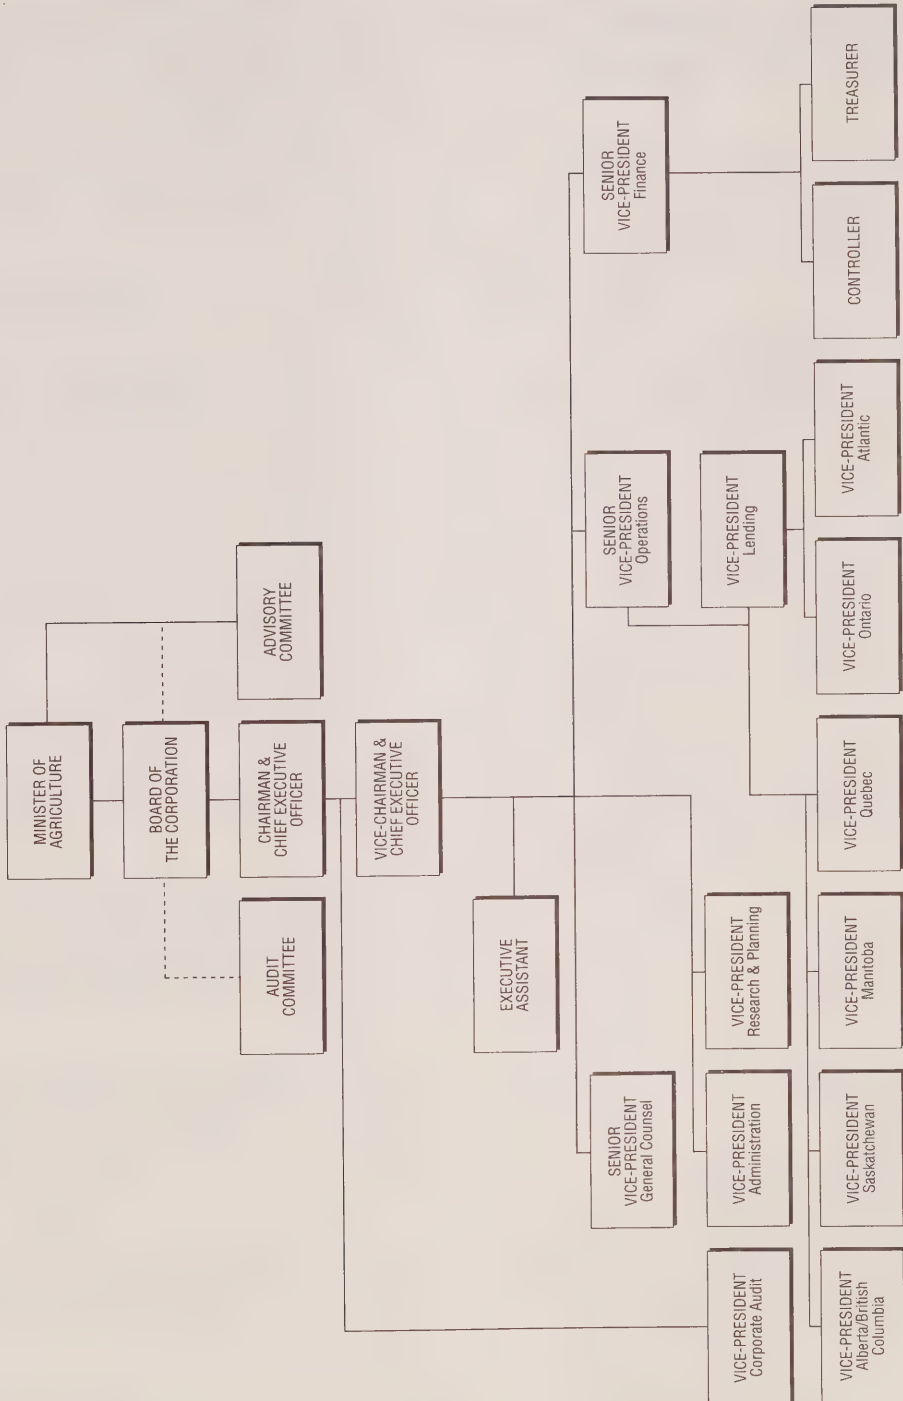 MINISTER OF
AGRICULTURE
BOARD OF
THE CORPORATION
AUDIT
COMMITTEE
CHAIRMAN &
CHIEF EXECUTIVE
OFFICER
ADVISORY
COMMITTEE
VICE-CHAIRMAN &
CHIEF EXECUTIVE
OFFICER
EXECUTIVE
ASSISTANT
SENIOR
VICE-PRESIDENT
General Counsel
SENIOR
VICE-PRESIDENT
Operations
SENIOR
VICE-PRESIDENT
Finance
VICE-PRESIDENT
Corporate Audit
VICE-PRESIDENT
Administration
VICE-PRESIDENT
Research & Planning
VICE-PRESIDENT
Lending
VICE-PRESIDENT
Alberta/British
Columbia
VICE-PRESIDENT
Saskatchewan
VICE-PRESIDENT
Manitoba
VICE-PRESIDENT
Quebec
VICE-PRESIDENT
Ontario
VICE-PRESIDENT
Atlantic
CONTROLLER
TREASURER